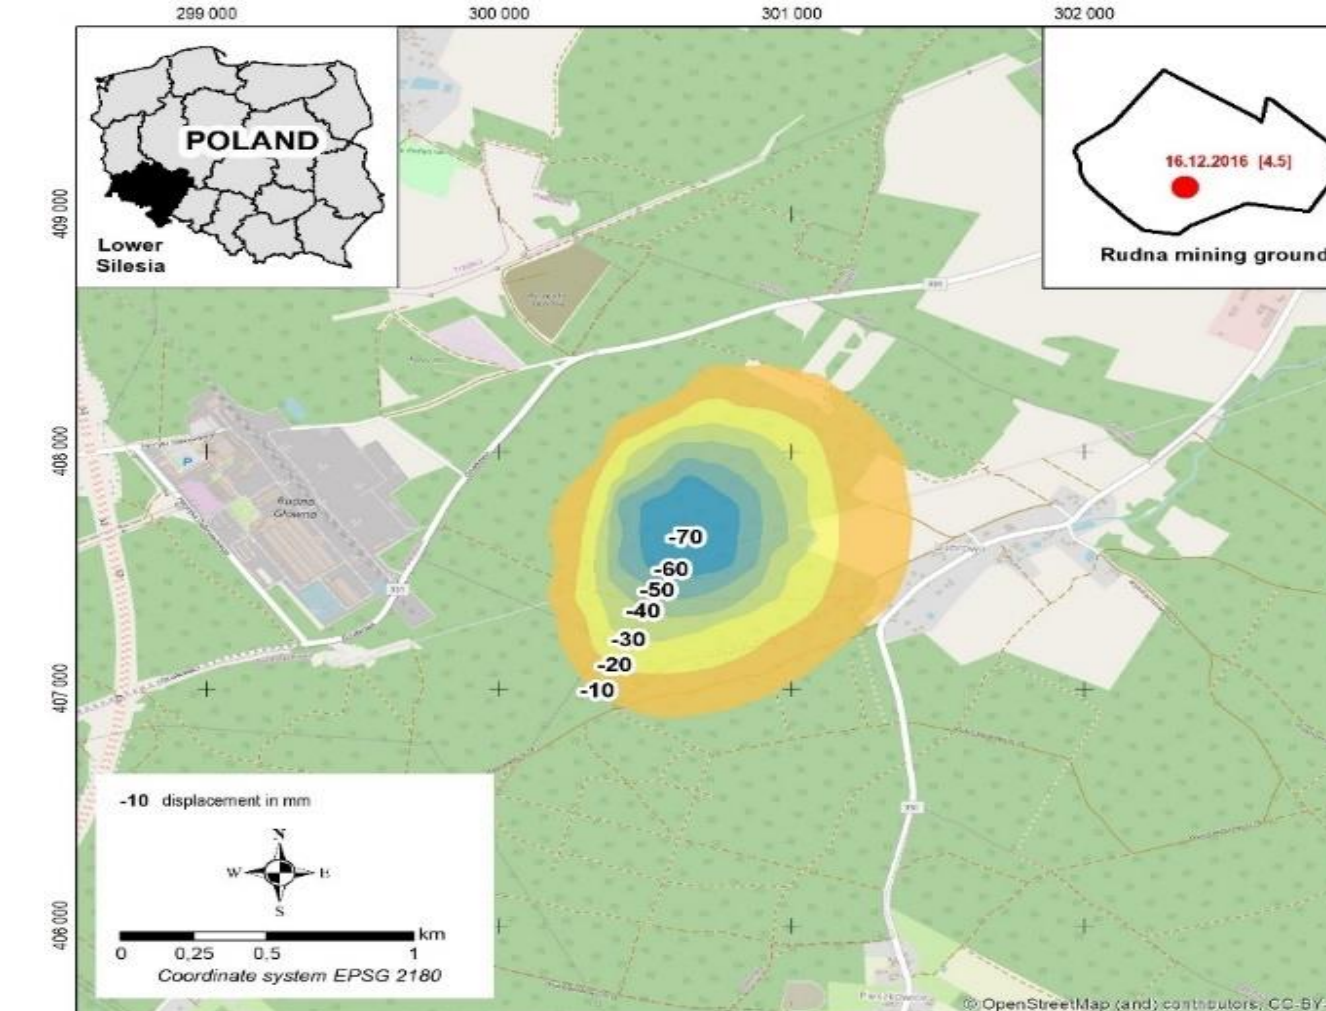 299 000 300 000 301 000 302 000
POLAND
Lower
Silesia
16.12.2016 [4.5]
Rudna mining ground
409 000
408 000
407 000
406 000
P
Rudna
Główna
-70
-60
-50
-40
-30
-20
-10
-10 displacement in mm
N
W E
S
km
0 0,25 0,5 1
Coordinate system EPSG 2180
© OpenStreetMap (and) contributors, CC-BY-